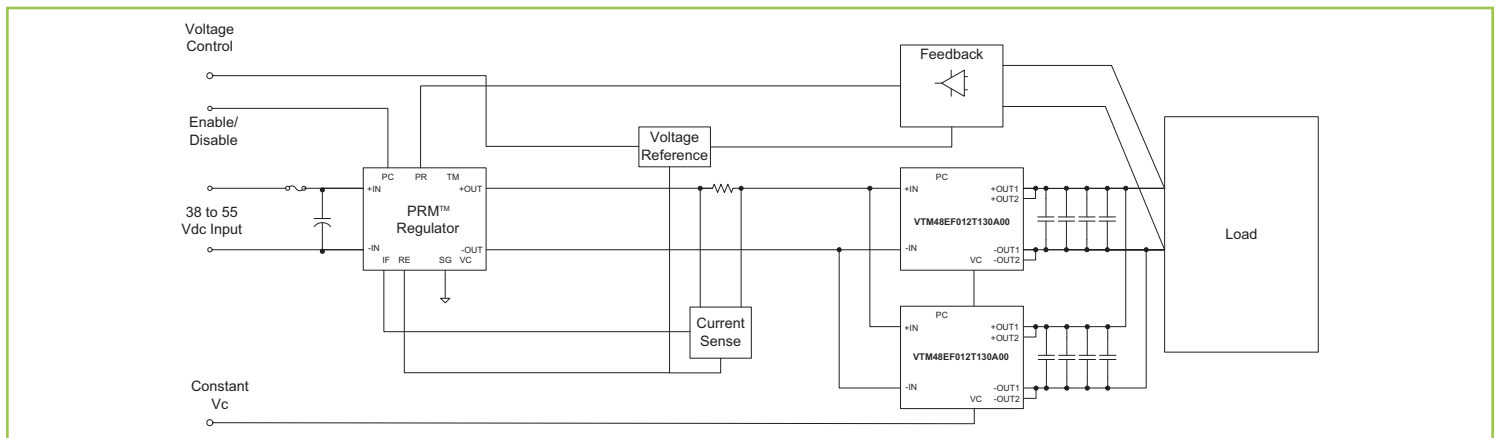 Voltage
Control
Enable/
Disable
38 to 55
Vdc Input
Constant
Vc
PC PR TM
+IN +OUT
PRM™
Regulator
-IN -OUT
IF RE SG VC
Voltage
Reference
Current
Sense
Feedback
PC
+IN +OUT1
+OUT2
VTM48EF012T130A00
-IN -OUT1
VC -OUT2
PC
+IN +OUT1
+OUT2
VTM48EF012T130A00
-IN -OUT1
VC -OUT2
Load